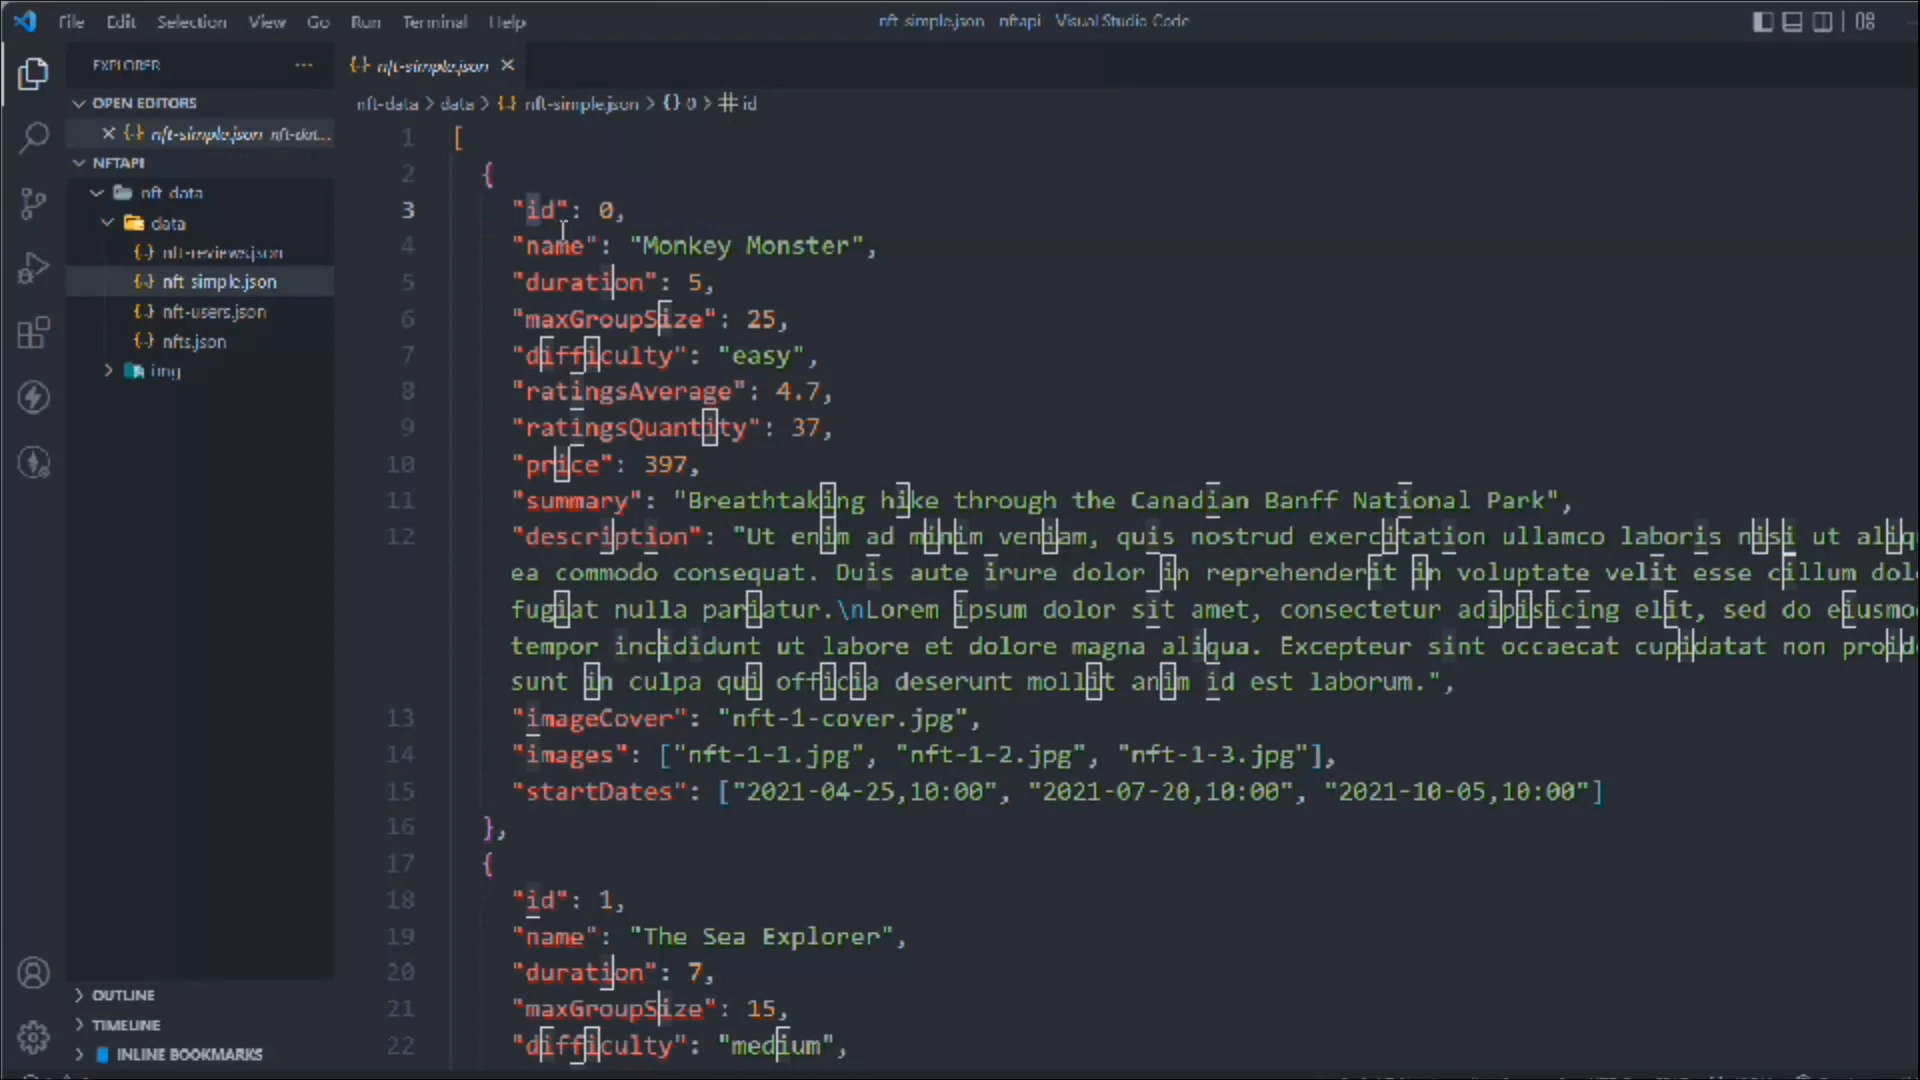 File Edit Selection View Go Run Terminal Help
nft-simple.json - nftapi - Visual Studio Code
EXPLORER
OPEN EDITORS
nft-simple.json nft-dat...
NFTAPI
nft-data
data
nft-reviews.json
nft-simple.json
nft-users.json
nfts.json
img
OUTLINE
TIMELINE
INLINE BOOKMARKS
nft-simple.json
nft-data > data > nft-simple.json > {} 0 > # id
1 [
2 {
3 "id": 0,
4 "name": "Monkey Monster",
5 "duration": 5,
6 "maxGroupSize": 25,
7 "difficulty": "easy",
8 "ratingsAverage": 4.7,
9 "ratingsQuantity": 37,
10 "price": 397,
11 "summary": "Breathtaking hike through the Canadian Banff National Park",
12 "description": "Ut enim ad minim veniam, quis nostrud exercitation ullamco laboris nisi ut aliq
ea commodo consequat. Duis aute irure dolor in reprehenderit in voluptate velit esse cillum dol
fugiat nulla pariatur.\nLorem ipsum dolor sit amet, consectetur adipisicing elit, sed do eiusmo
tempor incididunt ut labore et dolore magna aliqua. Excepteur sint occaecat cupidatat non proid
sunt in culpa qui officia deserunt mollit anim id est laborum.",
13 "imageCover": "nft-1-cover.jpg",
14 "images": ["nft-1-1.jpg", "nft-1-2.jpg", "nft-1-3.jpg"],
15 "startDates": ["2021-04-25,10:00", "2021-07-20,10:00", "2021-10-05,10:00"]
16 },
17 {
18 "id": 1,
19 "name": "The Sea Explorer",
20 "duration": 7,
21 "maxGroupSize": 15,
22 "difficulty": "medium",